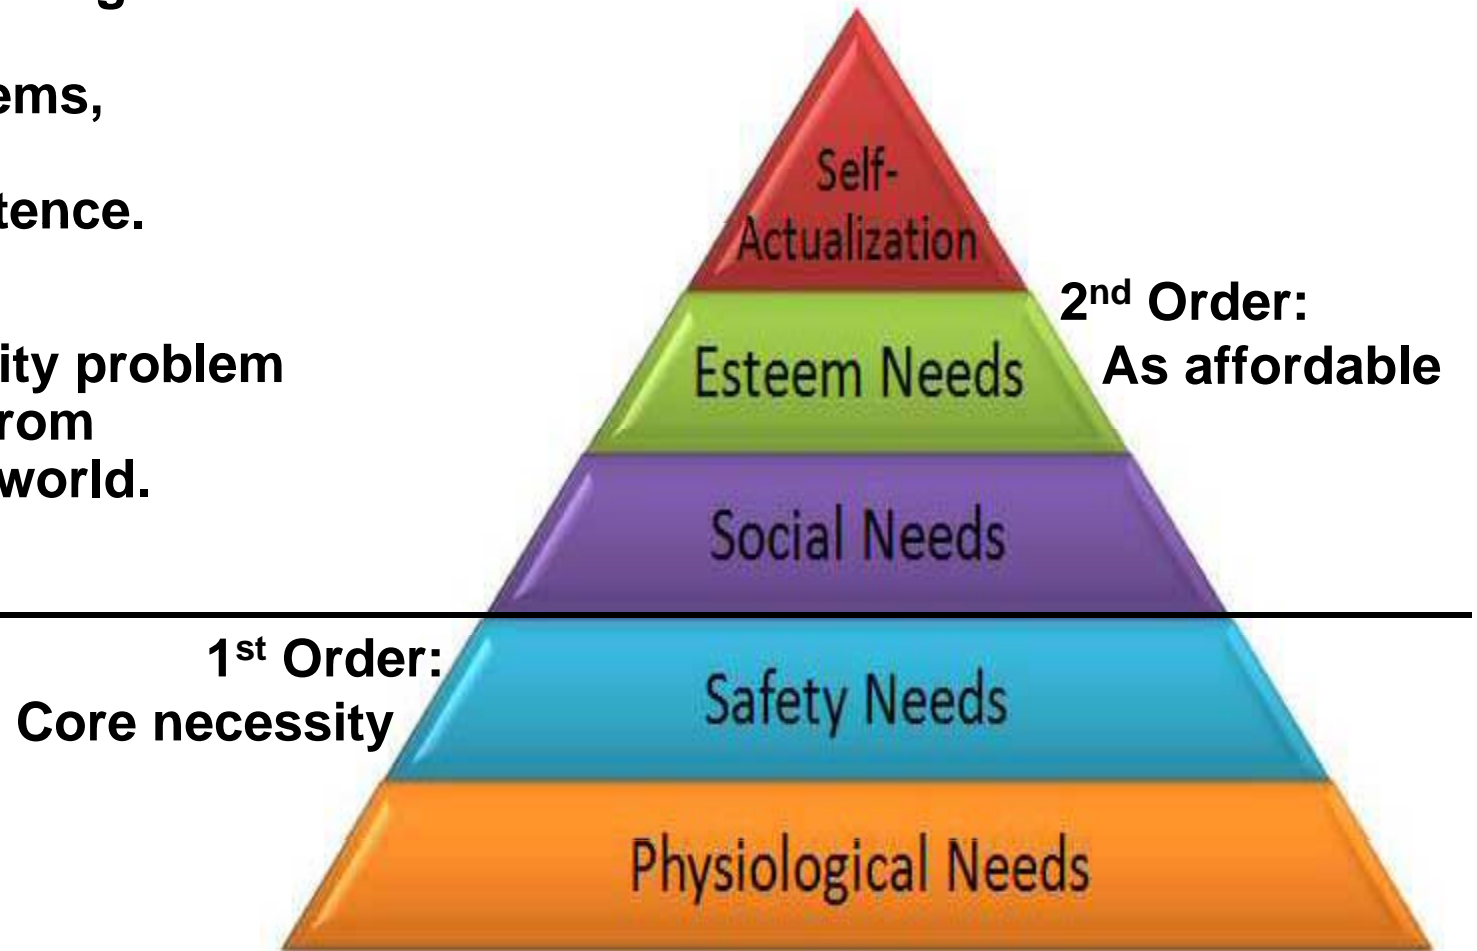 g
ems,
tence.
ity problem
rom
world.
Self-
Actualization
2nd Order:
As affordable
Esteem Needs
Social Needs
1st Order:
Core necessity
Safety Needs
Physiological Needs